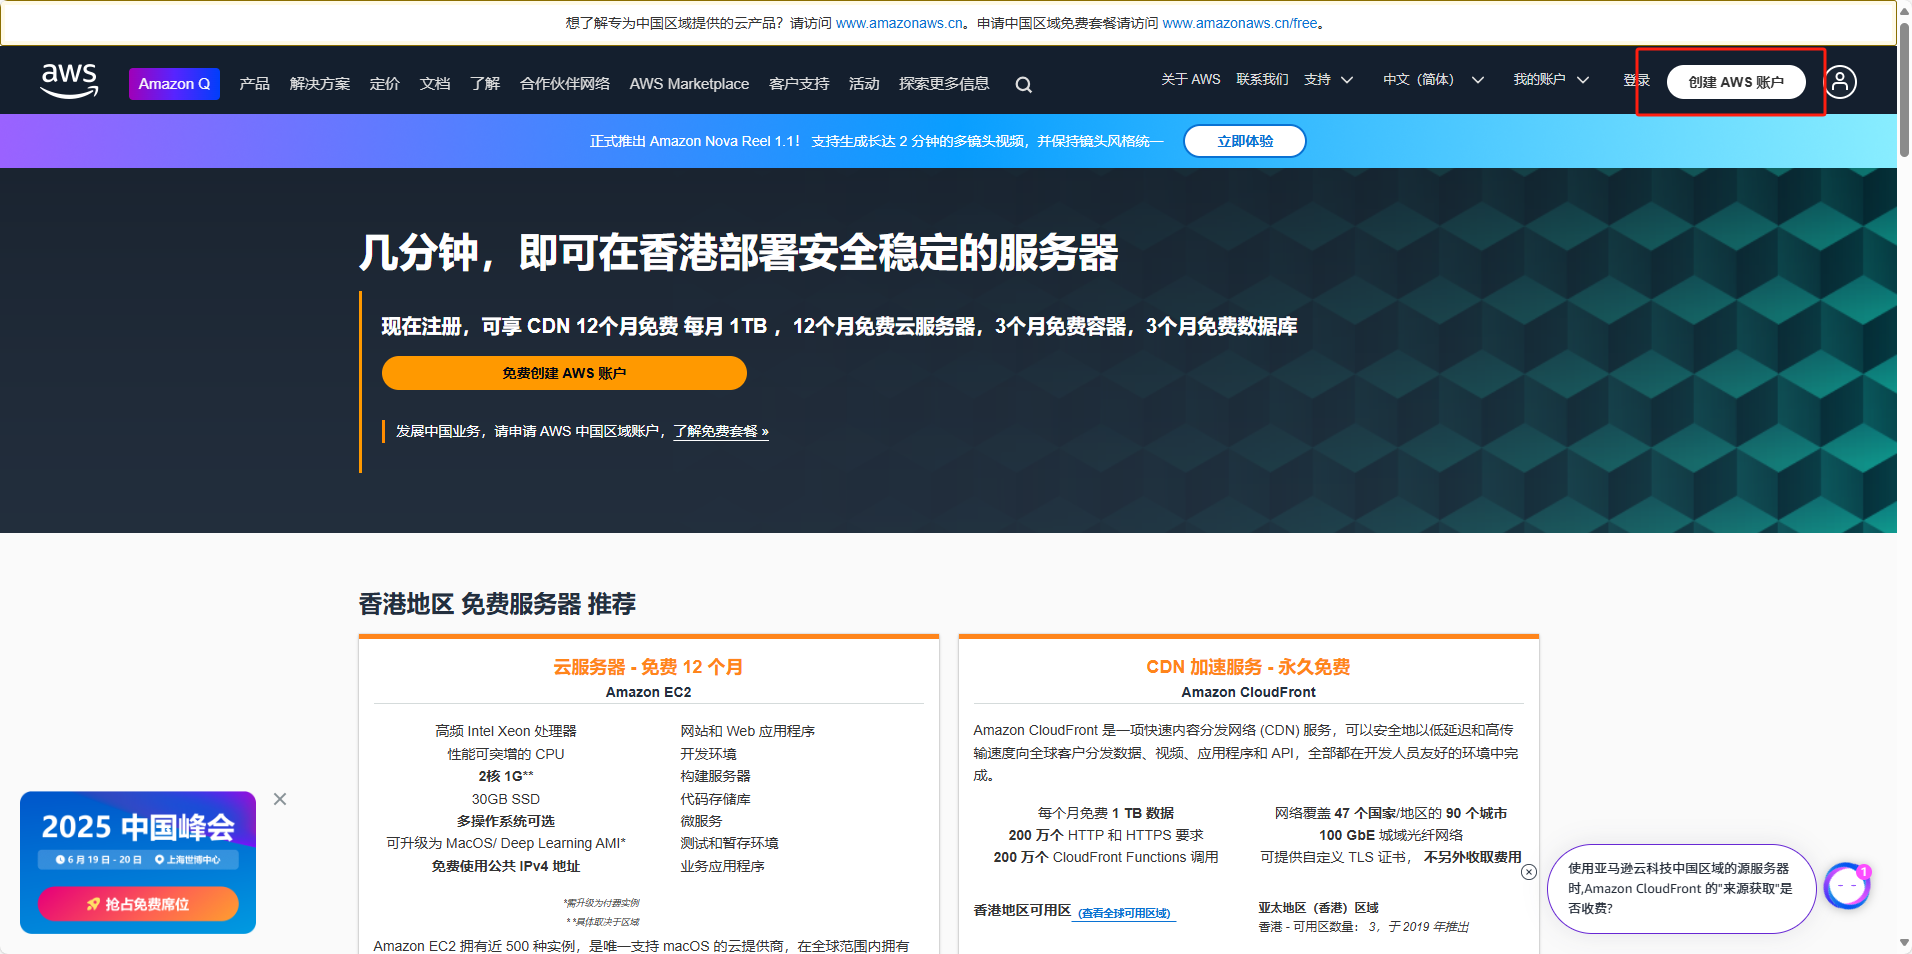 想了解专为中国区域提供的云产品？请访问 www.amazonaws.cn。申请中国区域免费套餐请访问 www.amazonaws.cn/free。
aws
Amazon Q 产品 解决方案 定价 文档 了解 合作伙伴网络 AWS Marketplace 客户支持 活动 探索更多信息
关于 AWS 联系我们 支持 中文（简体） 我的账户 登录 创建 AWS 账户
正式推出 Amazon Nova Reel 1.1！ 支持生成长达 2 分钟的多镜头视频，并保持镜头风格统一 立即体验
几分钟，即可在香港部署安全稳定的服务器
现在注册，可享 CDN 12个月免费 每月 1TB ，12个月免费云服务器，3个月免费容器，3个月免费数据库
免费创建 AWS 账户
发展中国业务，请申请 AWS 中国区域账户，了解免费套餐 »
香港地区 免费服务器 推荐
云服务器 - 免费 12 个月
Amazon EC2
高频 Intel Xeon 处理器
性能可突增的 CPU
2核 1G**
30GB SSD
多操作系统可选
可升级为 MacOS/ Deep Learning AMI*
免费使用公共 IPv4 地址
网站和 Web 应用程序
开发环境
构建服务器
代码存储库
微服务
测试和暂存环境
业务应用程序
*需升级为付费实例
**具体取决于区域
Amazon EC2 拥有近 500 种实例，是唯一支持 macOS 的云提供商，在全球范围内拥有
CDN 加速服务 - 永久免费
Amazon CloudFront
Amazon CloudFront 是一项快速内容分发网络 (CDN) 服务，可以安全地以低延迟和高传
输速度向全球客户分发数据、视频、应用程序和 API，全部都在开发人员友好的环境中完
成。
每个月免费 1 TB 数据
200 万个 HTTP 和 HTTPS 要求
200 万个 CloudFront Functions 调用
网络覆盖 47 个国家/地区的 90 个城市
100 GbE 城域光纤网络
可提供自定义 TLS 证书， 不另外收取费用
香港地区可用区 (查看全球可用区域)
亚太地区（香港）区域
香港 - 可用区数量： 3，于 2019 年推出
2025 中国峰会
6 月 19 日 - 20 日 上海世博中心
抢占免费席位
使用亚马逊云科技中国区域的源服务器
时,Amazon CloudFront 的"来源获取"是
否收费?
1